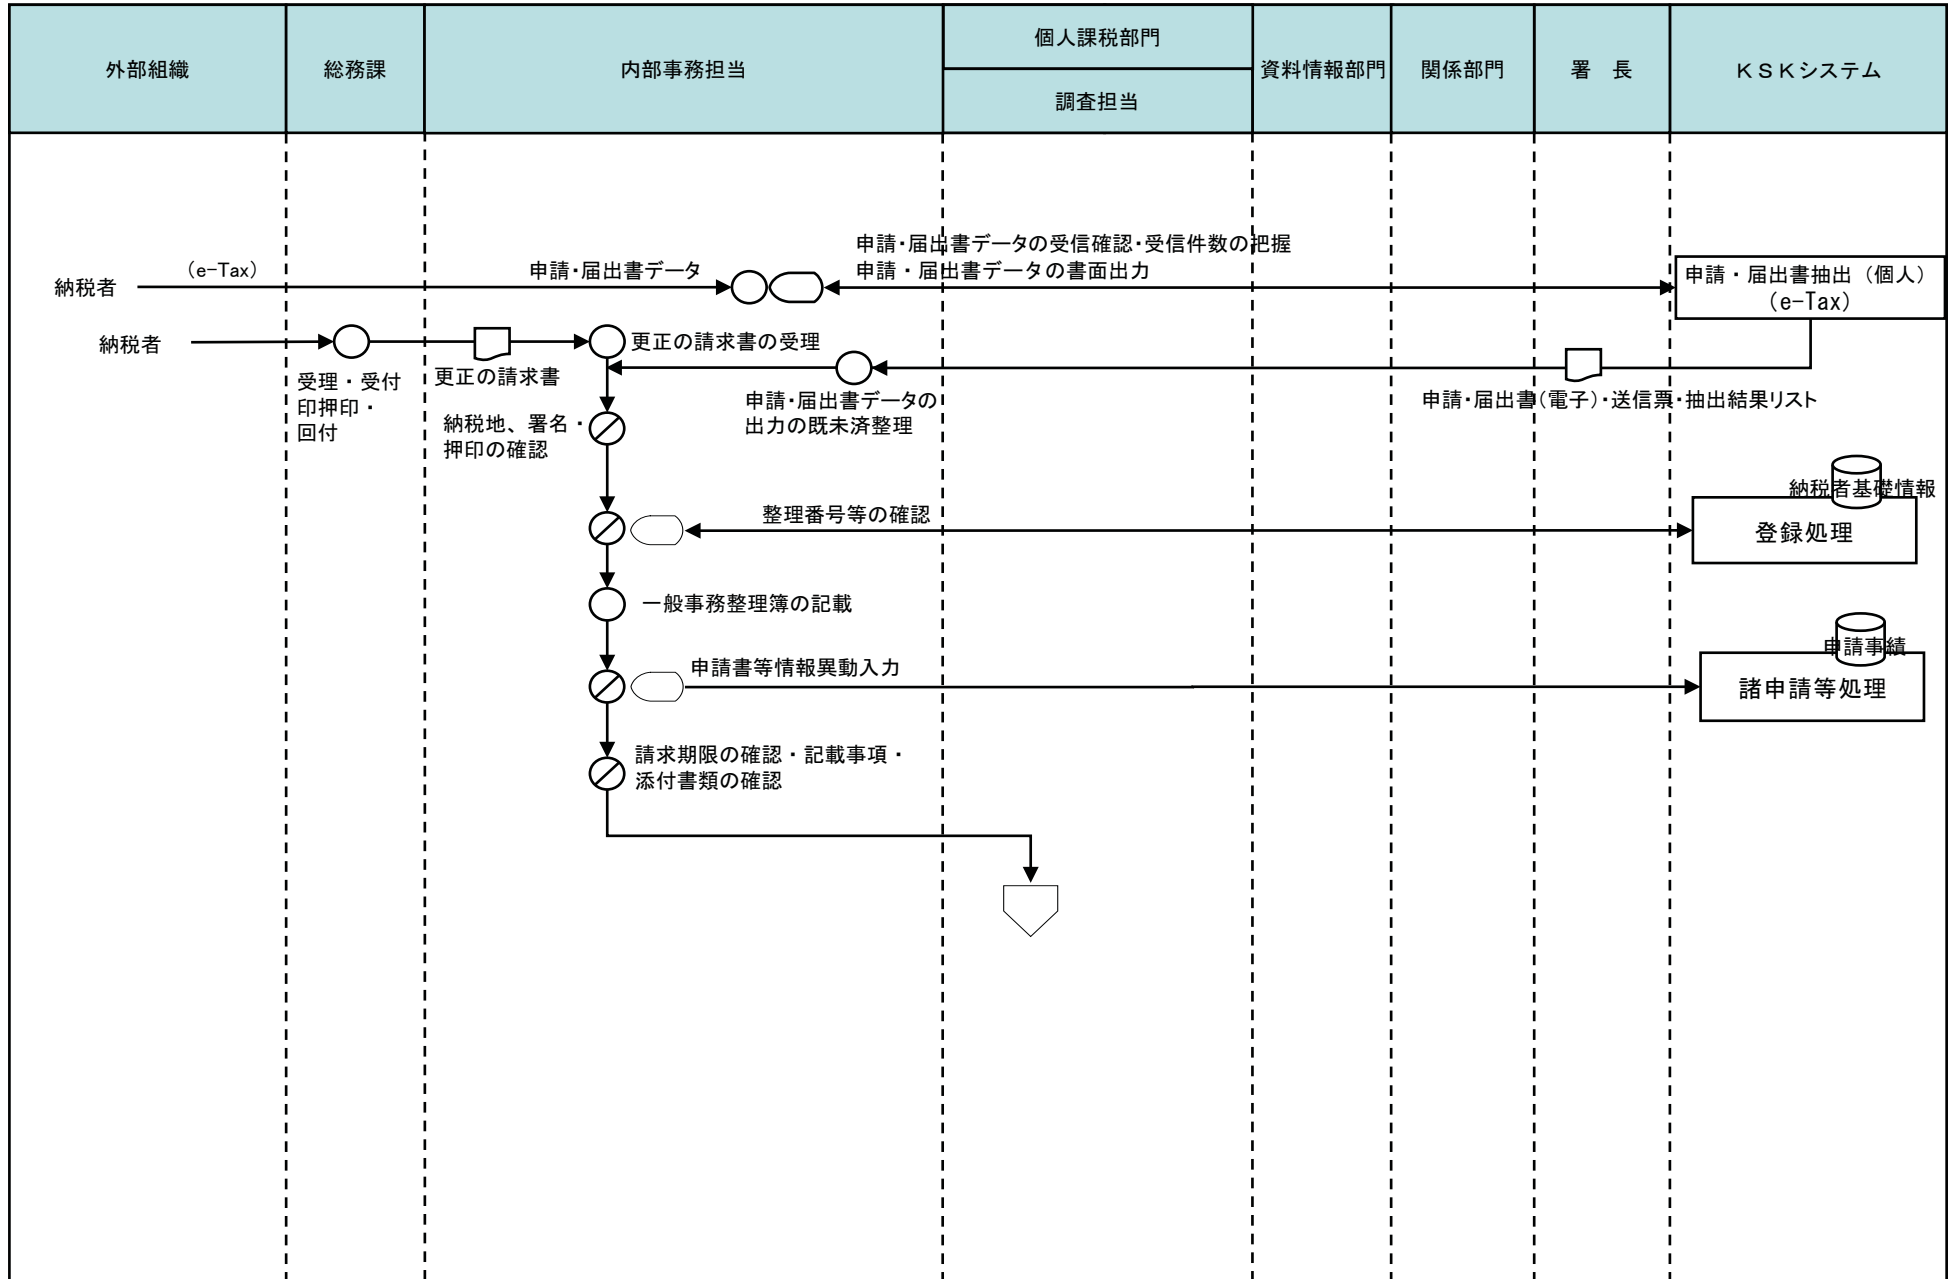 外部組織
総務課
内部事務担当
個人課税部門
調査担当
資料情報部門
関係部門
署　長
ＫＳＫシステム
申請・届出書データの受信確認・受信件数の把握
申請・届出書データの書面出力
（e-Tax）
申請・届出書データ
納税者
申請・届出書抽出（個人）
（e-Tax）
納税者
更正の請求書の受理
受理・受付
印押印・
回付
更正の請求書
申請・届出書データの
出力の既未済整理
申請・届出書（電子）・送信票・抽出結果リスト
納税地、署名・
押印の確認
納税者基礎情報
整理番号等の確認
登録処理
一般事務整理簿の記載
申請事績
申請書等情報異動入力
諸申請等処理
請求期限の確認・記載事項・
添付書類の確認